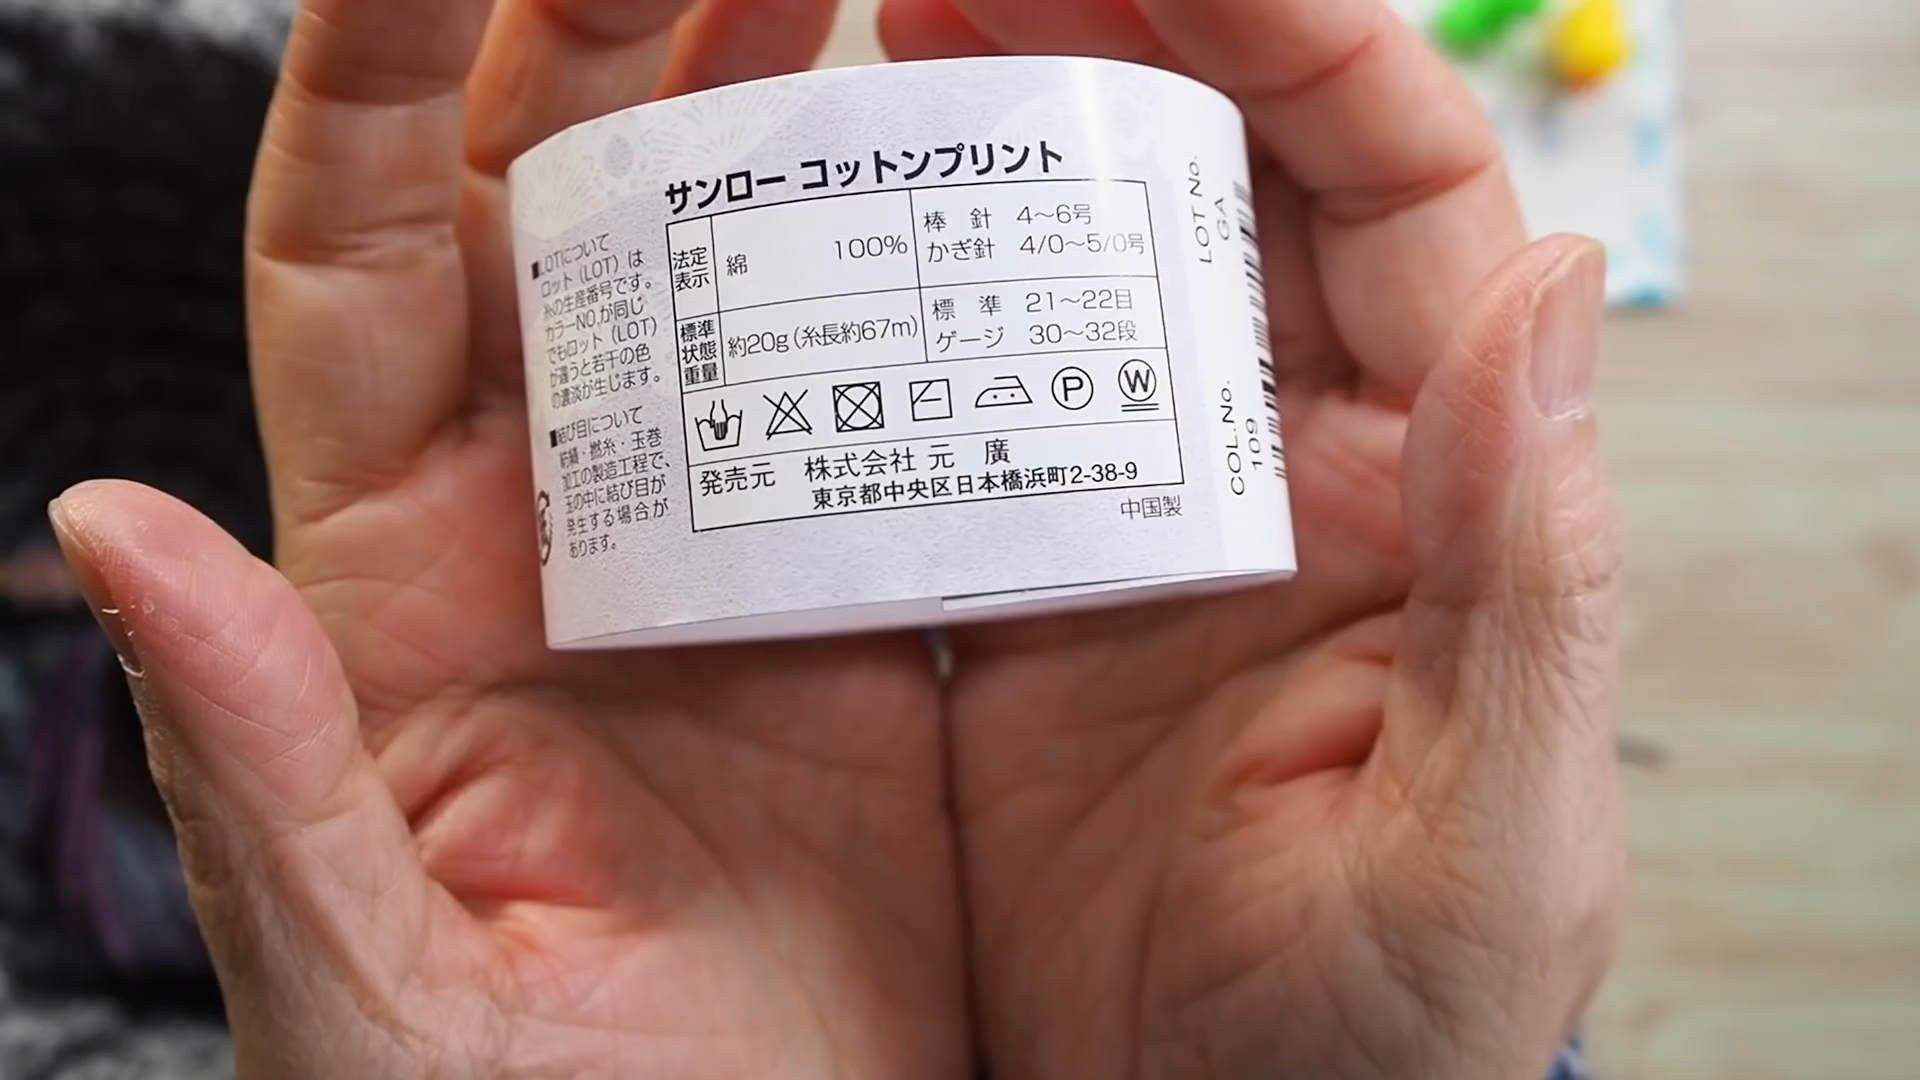 サンロー コットンプリント
法定
表示
綿 100%
棒 針 4～6号
かぎ針 4/0～5/0号
標準
状態
重量
約20g(糸長約67m)
標 準 21～22目
ゲージ 30～32段
P
W
発売元 株式会社 元 廣
東京都中央区日本橋浜町2-38-9
中国製
■LOTについて
ロット(LOT)は
糸の生産番号です。
カラーNO.が同じ
でもロット(LOT)
が違うと若干の色
の濃淡が生じます。
■結び目について
紡績・撚糸・玉巻
加工の製造工程で、
玉の中に結び目が
発生する場合が
あります。
LOT No.
GA
COL.No.
109